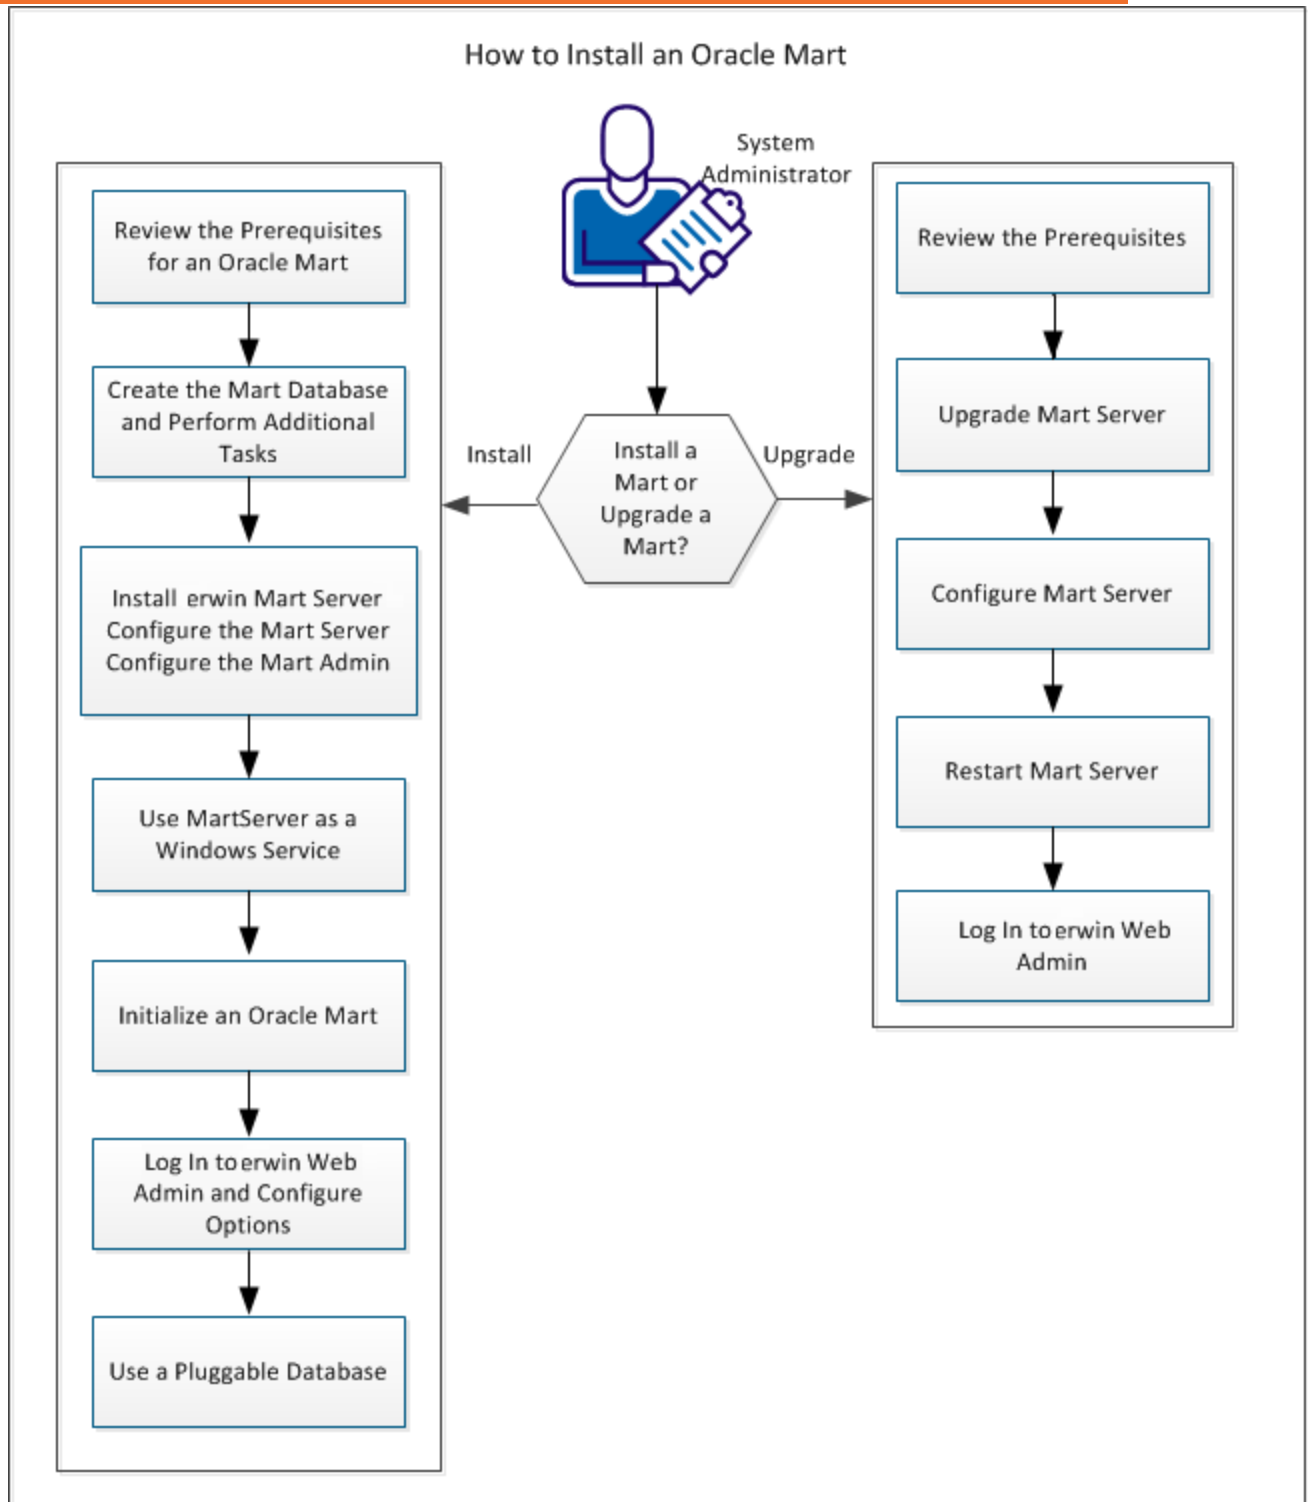 How to Install an Oracle Mart
System
Administrator
Review the Prerequisites
for an Oracle Mart
Create the Mart Database
and Perform Additional
Tasks
Install erwin Mart Server
Configure the Mart Server
Configure the Mart Admin
Use MartServer as a
Windows Service
Initialize an Oracle Mart
Log In to erwin Web
Admin and Configure
Options
Use a Pluggable Database
Install
Install a
Mart or
Upgrade a
Mart?
Upgrade
Review the Prerequisites
Upgrade Mart Server
Configure Mart Server
Restart Mart Server
Log In to erwin Web
Admin